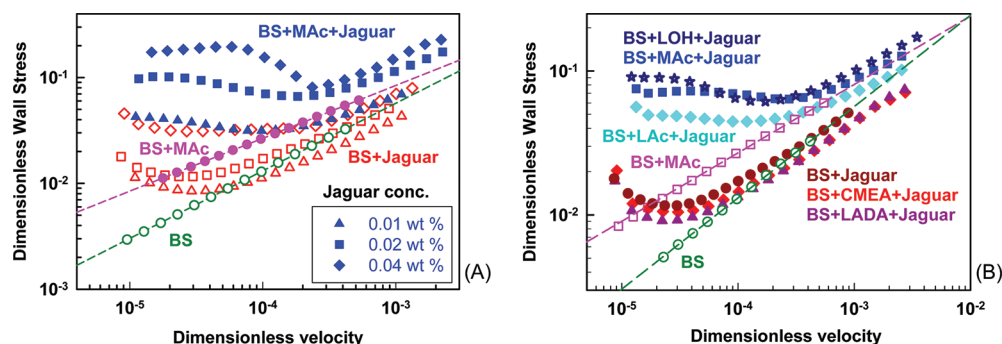 BS+MAc+Jaguar
BS+MAc
BS+Jaguar
BS
Jaguar conc.
0.01 wt %
0.02 wt %
0.04 wt %
(A)
Dimensionless Wall Stress
10⁰
10⁻¹
10⁻²
10⁻³
10⁻⁵
10⁻⁴
10⁻³
Dimensionless velocity
BS+LOH+Jaguar
BS+MAc+Jaguar
BS+LAc+Jaguar
BS+MAc
BS+Jaguar
BS+CMEA+Jaguar
BS+LADA+Jaguar
BS
(B)
Dimensionless Wall Stress
10⁻¹
10⁻²
10⁻⁵
10⁻⁴
10⁻³
10⁻²
Dimensionless velocity